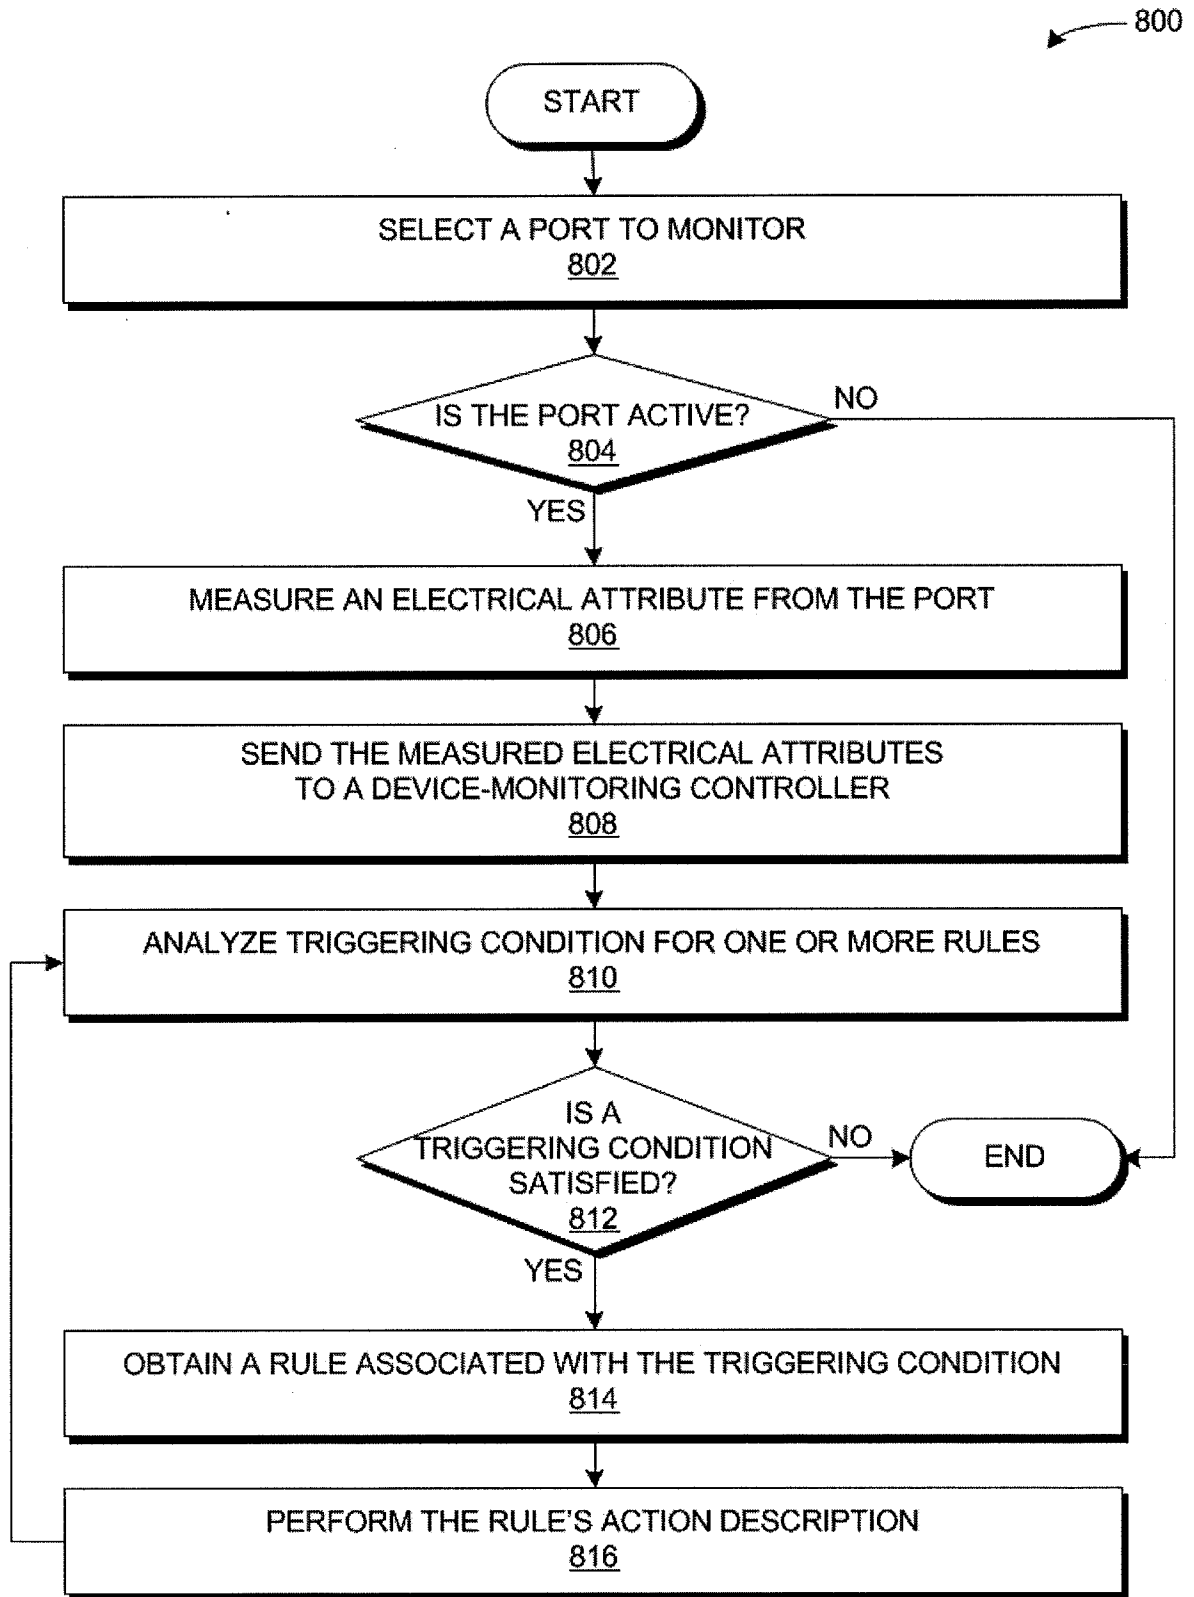 800
START
SELECT A PORT TO MONITOR
802
IS THE PORT ACTIVE?
804
NO
YES
MEASURE AN ELECTRICAL ATTRIBUTE FROM THE PORT
806
SEND THE MEASURED ELECTRICAL ATTRIBUTES
TO A DEVICE-MONITORING CONTROLLER
808
ANALYZE TRIGGERING CONDITION FOR ONE OR MORE RULES
810
IS A
TRIGGERING CONDITION
SATISFIED?
812
NO
END
YES
OBTAIN A RULE ASSOCIATED WITH THE TRIGGERING CONDITION
814
PERFORM THE RULE'S ACTION DESCRIPTION
816